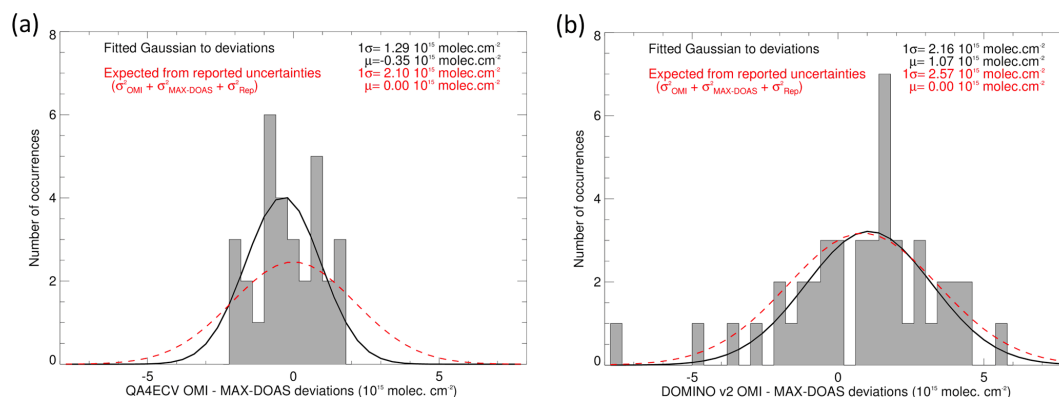 (a)
Fitted Gaussian to deviations
1σ= 1.29 10¹⁵ molec.cm⁻²
μ=-0.35 10¹⁵ molec.cm⁻²
Expected from reported uncertainties
(σ²OMI + σ²MAX-DOAS + σ²Rep)
1σ= 2.10 10¹⁵ molec.cm⁻²
μ= 0.00 10¹⁵ molec.cm⁻²
Number of occurrences
8
6
4
2
0
-5
0
5
QA4ECV OMI - MAX-DOAS deviations (10¹⁵ molec. cm⁻²)
(b)
Fitted Gaussian to deviations
1σ= 2.16 10¹⁵ molec.cm⁻²
μ= 1.07 10¹⁵ molec.cm⁻²
Expected from reported uncertainties
(σ²OMI + σ²MAX-DOAS + σ²Rep)
1σ= 2.57 10¹⁵ molec.cm⁻²
μ= 0.00 10¹⁵ molec.cm⁻²
Number of occurrences
8
6
4
2
0
-5
0
5
DOMINO v2 OMI - MAX-DOAS deviations (10¹⁵ molec. cm⁻²)